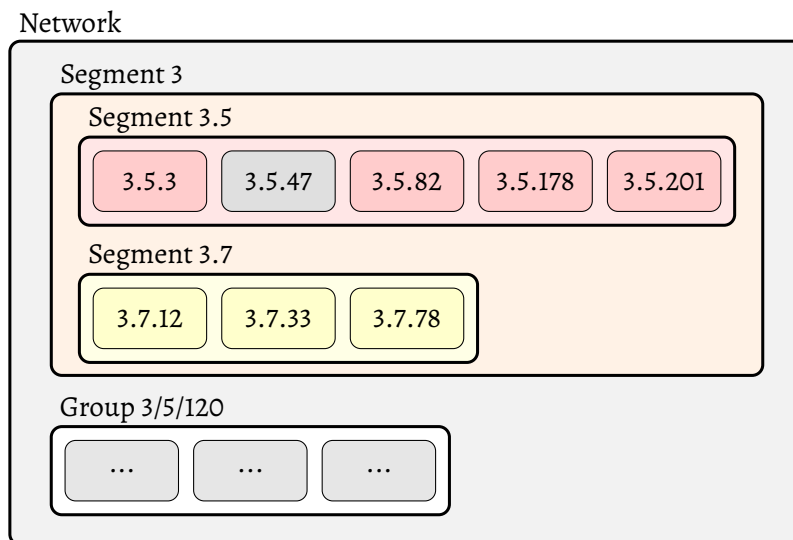 Network
Segment 3
Segment 3.5
3.5.3 3.5.47 3.5.82 3.5.178 3.5.201
Segment 3.7
3.7.12 3.7.33 3.7.78
Group 3/5/120
... ... ...